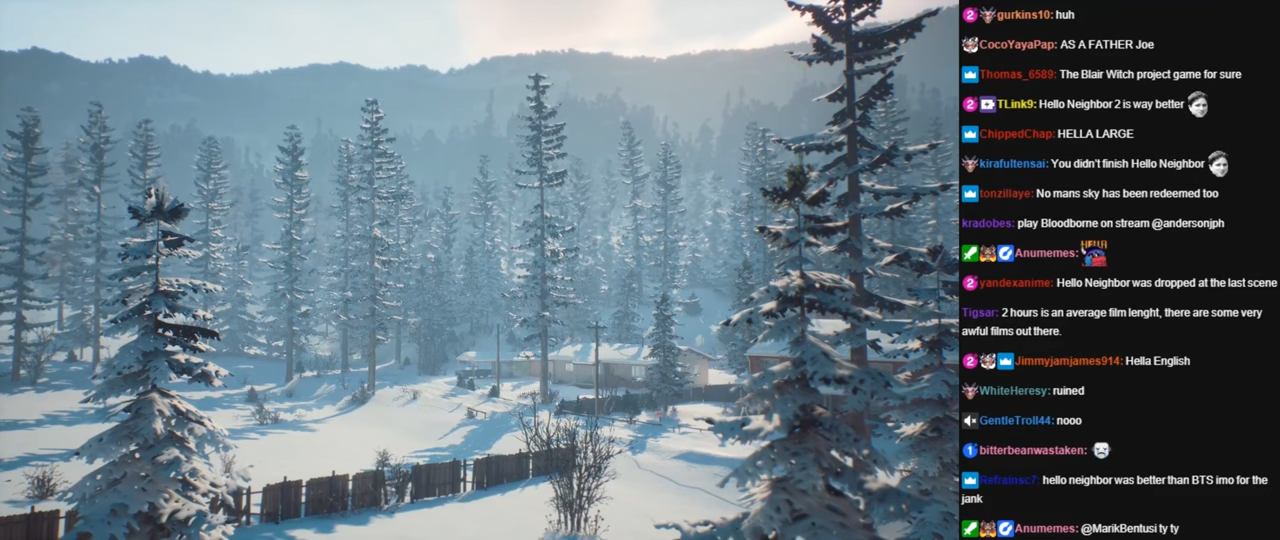 gurkins10: huh
CocoYayaPap: AS A FATHER Joe
Thomas_6589: The Blair Witch project game for sure
TLink9: Hello Neighbor 2 is way better
ChippedChap: HELLA LARGE
kirafultensai: You didn't finish Hello Neighbor
tonzillaye: No mans sky has been redeemed too
kradobes: play Bloodborne on stream @andersonjph
Anumemes: HELLA
yandexanime: Hello Neighbor was dropped at the last scene
Tigsar: 2 hours is an average film lenght, there are some very
awful films out there.
Jimmyjamjames914: Hella English
WhiteHeresy: ruined
GentleTroll44: nooo
bitterbeanwastaken:
Refrainsc7: hello neighbor was better than BTS imo for the
jank
Anumemes: @MarikBentusi ty ty